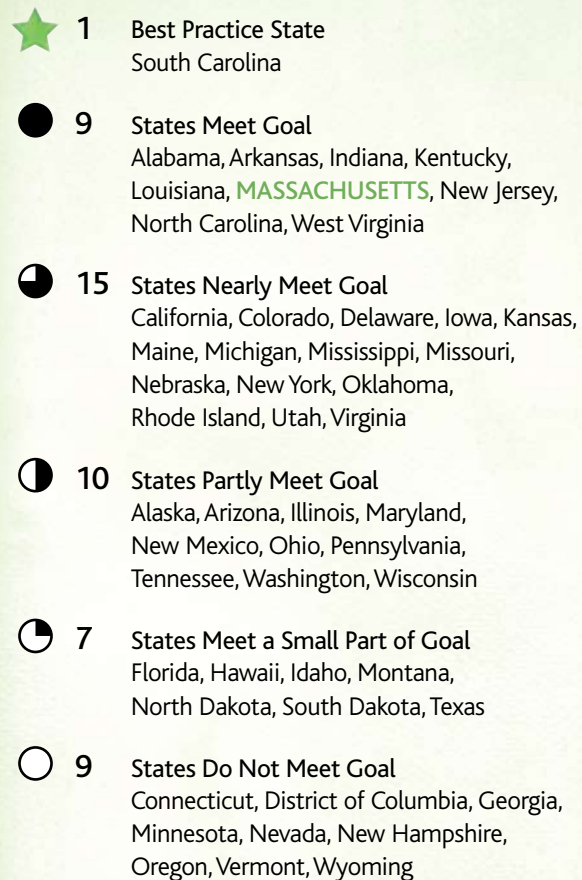 1 Best Practice State
South Carolina
9 States Meet Goal
Alabama, Arkansas, Indiana, Kentucky,
Louisiana, MASSACHUSETTS, New Jersey,
North Carolina, West Virginia
15 States Nearly Meet Goal
California, Colorado, Delaware, Iowa, Kansas,
Maine, Michigan, Mississippi, Missouri,
Nebraska, New York, Oklahoma,
Rhode Island, Utah, Virginia
10 States Partly Meet Goal
Alaska, Arizona, Illinois, Maryland,
New Mexico, Ohio, Pennsylvania,
Tennessee, Washington, Wisconsin
7 States Meet a Small Part of Goal
Florida, Hawaii, Idaho, Montana,
North Dakota, South Dakota, Texas
9 States Do Not Meet Goal
Connecticut, District of Columbia, Georgia,
Minnesota, Nevada, New Hampshire,
Oregon, Vermont, Wyoming